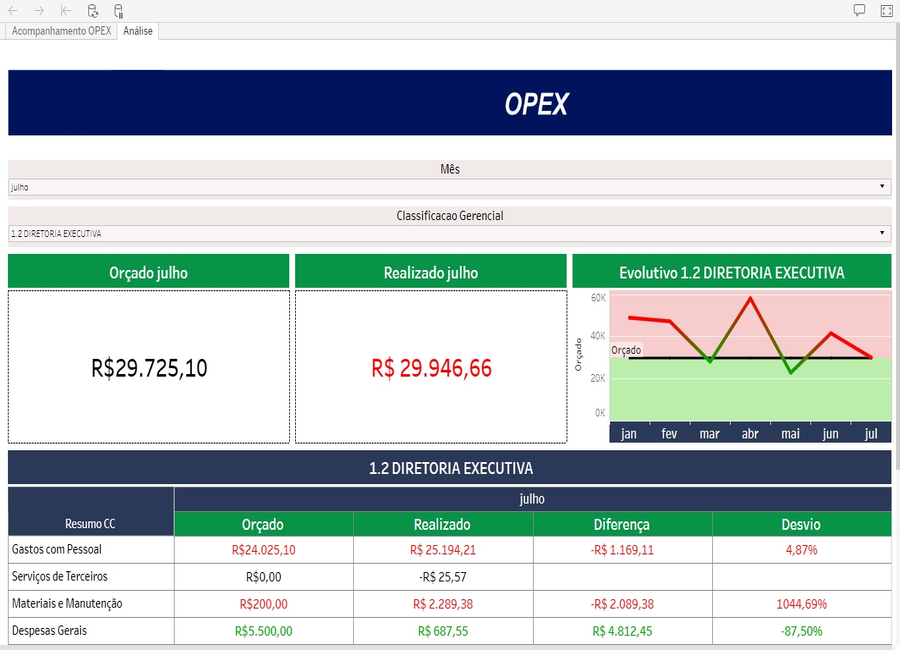 Acompanhamento OPEX Análise
OPEX
Mês
julho
Classificacao Gerencial
1.2 DIRETORIA EXECUTIVA
Orçado julho Realizado julho Evolutivo 1.2 DIRETORIA EXECUTIVA
R$29.725,10 R$ 29.946,66
Orçado
60K
40K
20K
0K
Orçado
jan fev mar abr mai jun jul
1.2 DIRETORIA EXECUTIVA
julho
Resumo CC Orçado Realizado Diferença Desvio
Gastos com Pessoal R$24.025,10 R$ 25.194,21 -R$ 1.169,11 4,87%
Serviços de Terceiros R$0,00 -R$ 25,57
Materiais e Manutenção R$200,00 R$ 2.289,38 -R$ 2.089,38 1044,69%
Despesas Gerais R$5.500,00 R$ 687,55 R$ 4.812,45 -87,50%